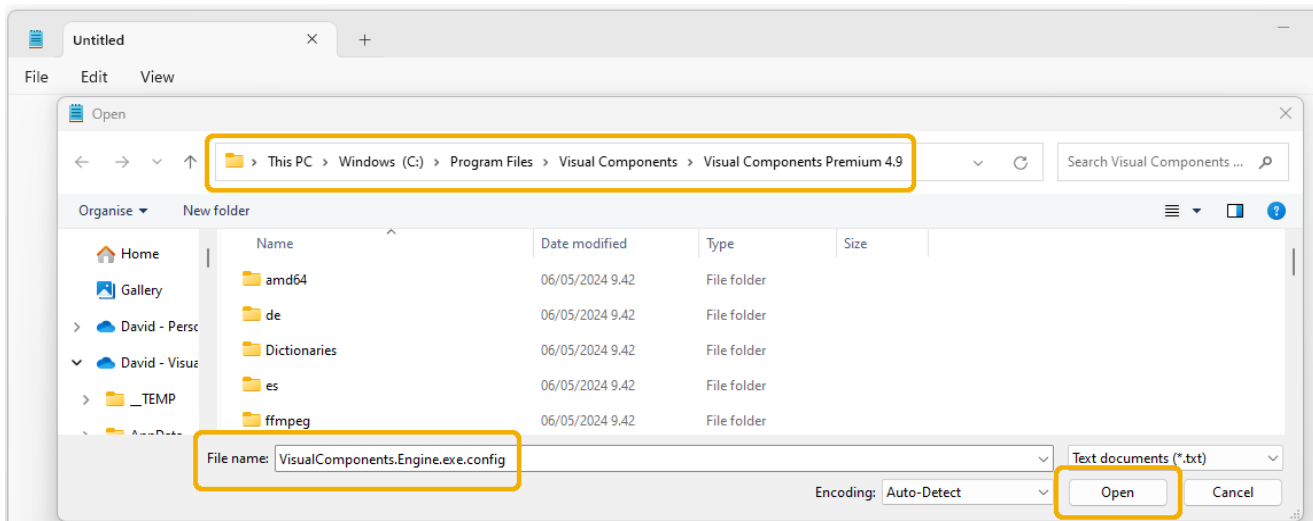 Untitled
File Edit View
Open
This PC > Windows (C:) > Program Files > Visual Components > Visual Components Premium 4.9
Search Visual Components ...
Organise New folder
Name Date modified Type Size
Home
Gallery
David - Perso
David - Visua
__TEMP
amd64 06/05/2024 9.42 File folder
de 06/05/2024 9.42 File folder
Dictionaries 06/05/2024 9.42 File folder
es 06/05/2024 9.42 File folder
ffmpeg 06/05/2024 9.42 File folder
File name: VisualComponents.Engine.exe.config
Text documents (*.txt)
Encoding: Auto-Detect
Open Cancel